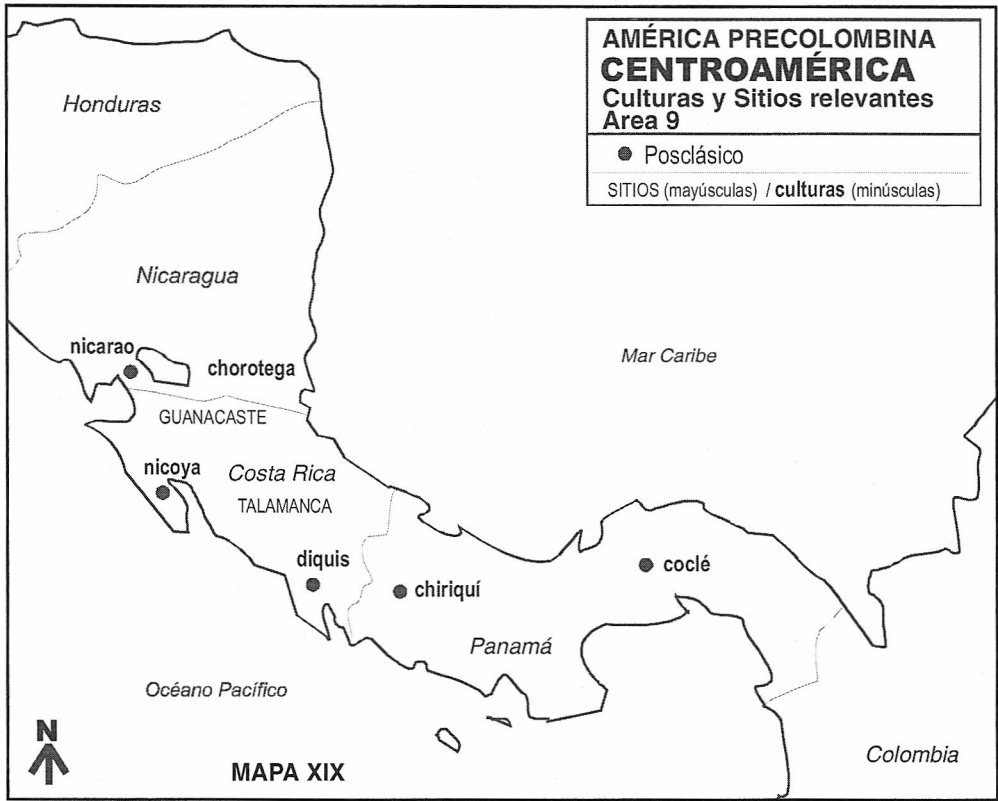 AMÉRICA PRECOLOMBINA
CENTROAMÉRICA
Culturas y Sitios relevantes
Area 9
Posclásico
SITIOS (mayúsculas) / culturas (minúsculas)
Honduras
Nicaragua
nicarao
chorotega
Mar Caribe
GUANACASTE
nicoya
Costa Rica
TALAMANCA
diquis
chiriquí
coclé
Panamá
Océano Pacífico
Colombia
N
MAPA XIX